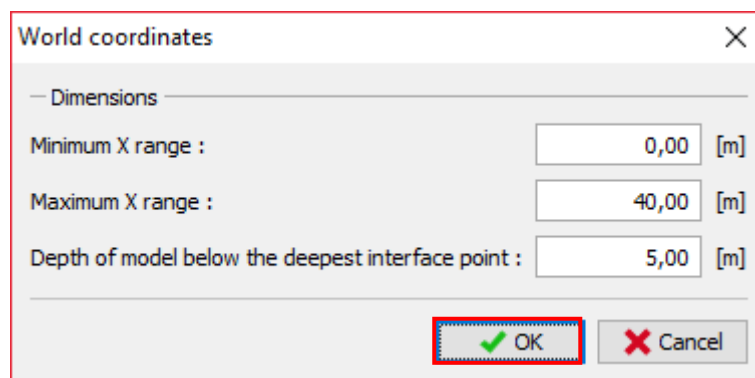 World coordinates
Dimensions
Minimum X range : 0,00 [m]
Maximum X range : 40,00 [m]
Depth of model below the deepest interface point : 5,00 [m]
OK Cancel